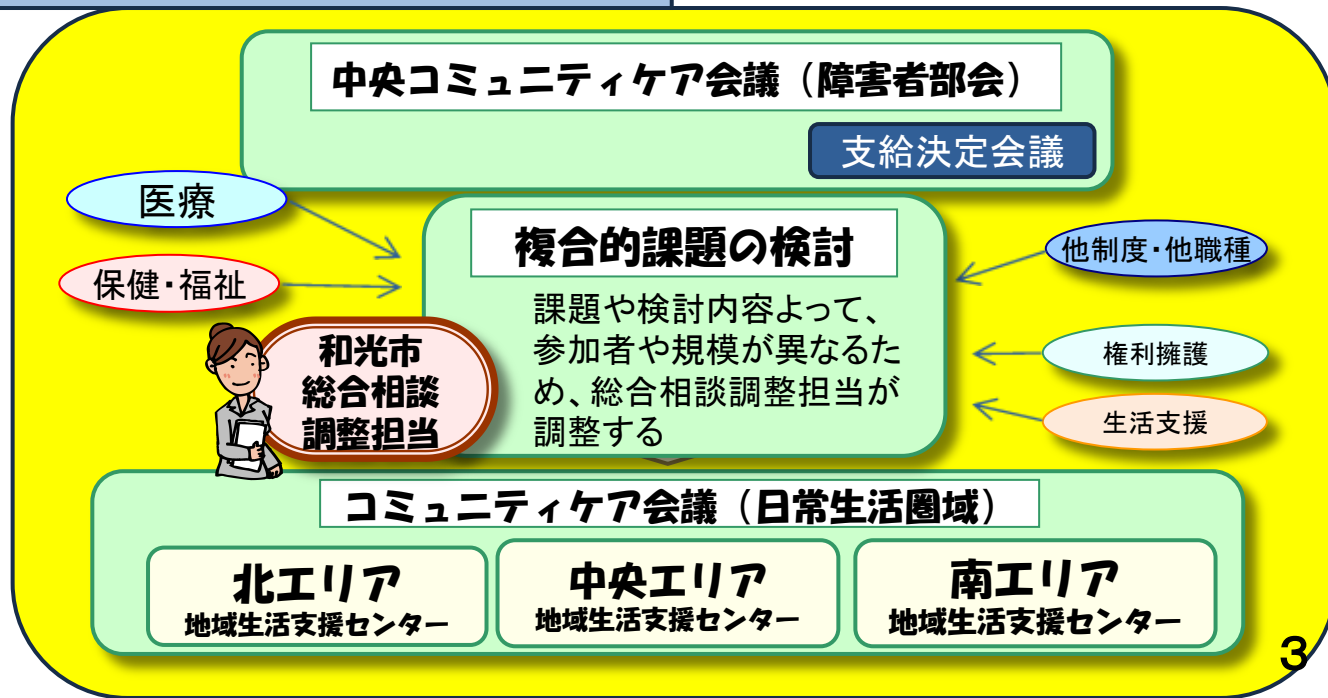 中央コミュニティケア会議（障害者部会）
支給決定会議
医療
保健・福祉
複合的課題の検討
課題や検討内容よって、
参加者や規模が異なるた
め、総合相談調整担当が
調整する
和光市
総合相談
調整担当
他制度・他職種
権利擁護
生活支援
コミュニティケア会議（日常生活圏域）
北エリア
地域生活支援センター
中央エリア
地域生活支援センター
南エリア
地域生活支援センター
3